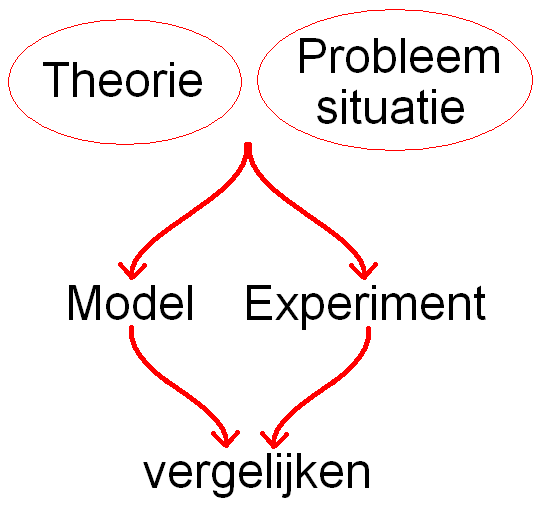 Theorie
Probleem
situatie
Model
Experiment
vergelijken